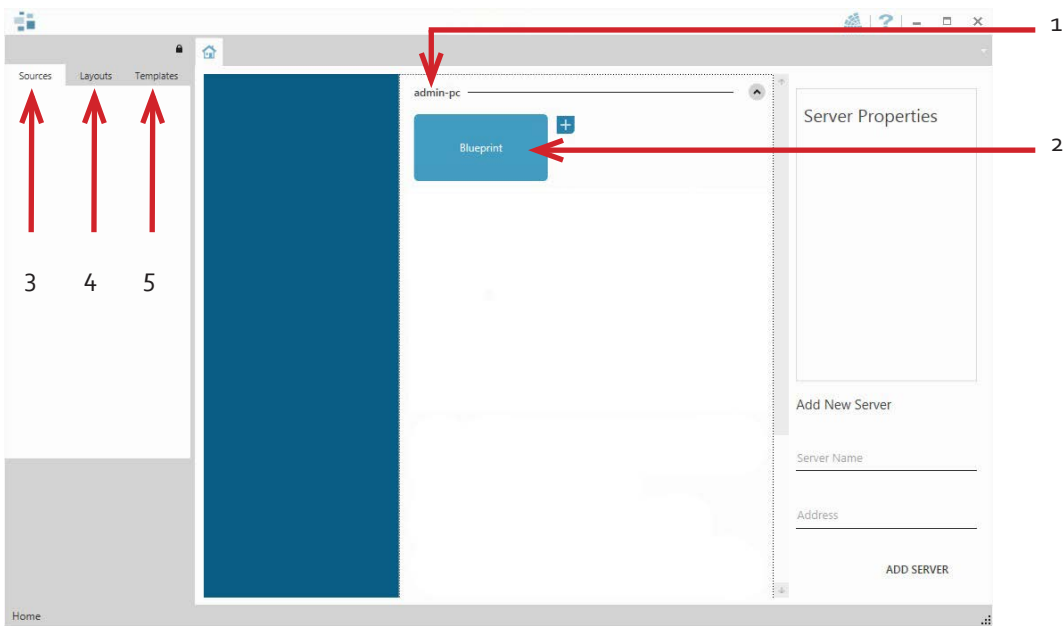 ?
1
Sources Layouts Templates
admin-pc
Server Properties
+
Blueprint
2
3 4 5
Add New Server
Server Name
Address
ADD SERVER
Home